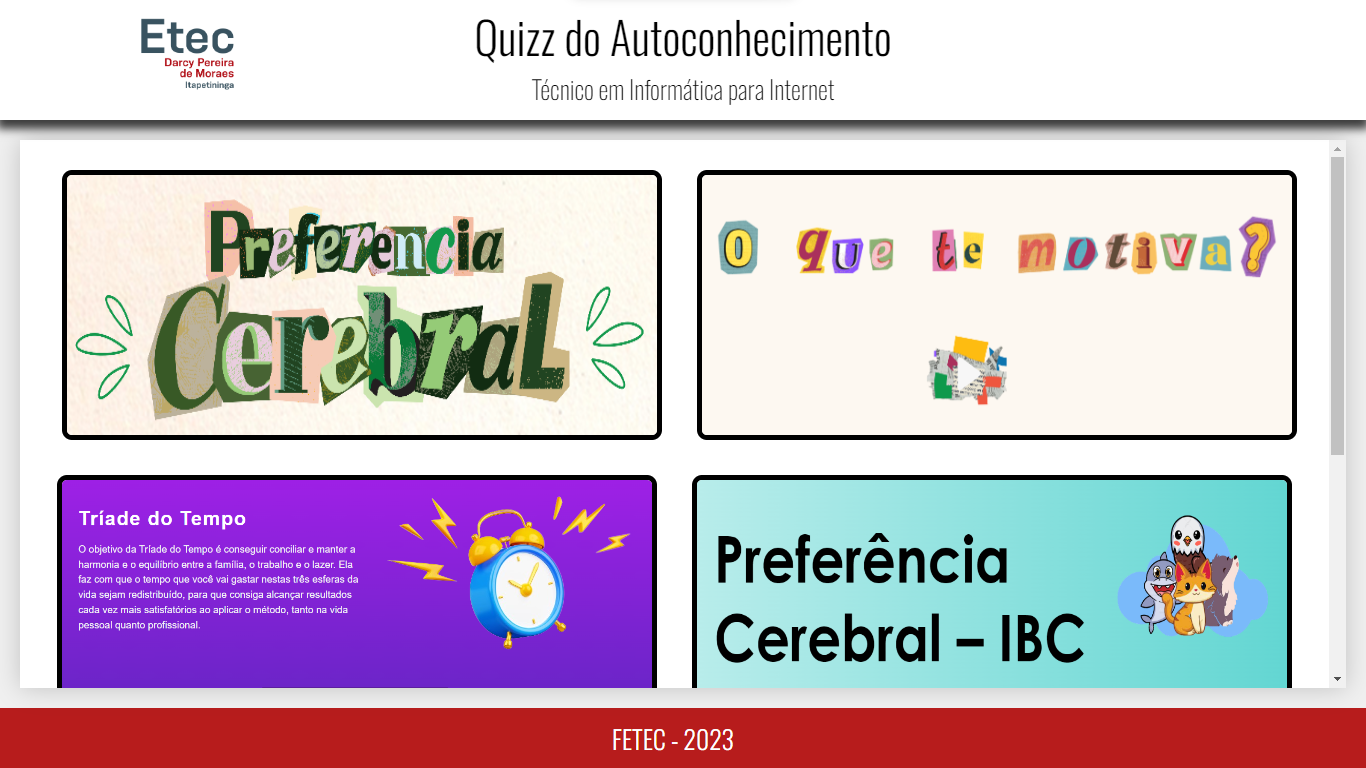 Etec
Darcy Pereira
de Moraes
Itapetininga
Quizz do Autoconhecimento
Técnico em Informática para Internet
Preferencia
Cerebral
O que te motiva?
Tríade do Tempo
O objetivo da Tríade do Tempo é conseguir conciliar e manter a
harmonia e o equilíbrio entre a família, o trabalho e o lazer. Ela
faz com que o tempo que você vai gastar nestas três esferas da
vida sejam redistribuído, para que consiga alcançar resultados
cada vez mais satisfatórios ao aplicar o método, tanto na vida
pessoal quanto profissional.
Preferência
Cerebral – IBC
FETEC - 2023